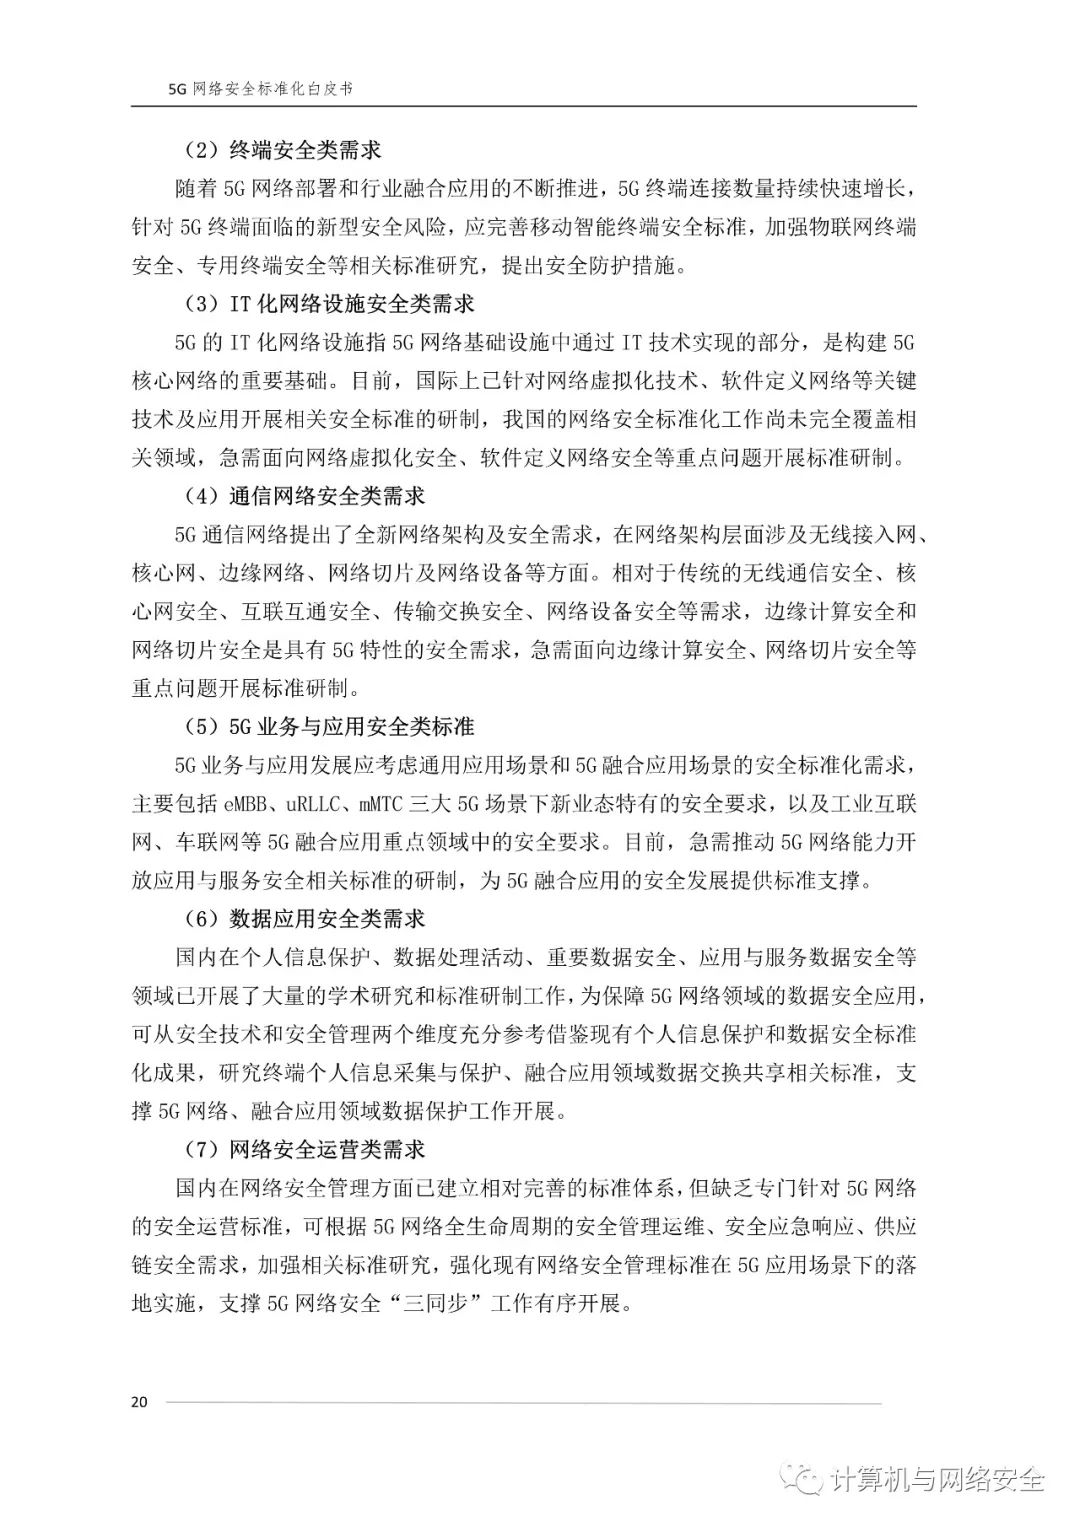 5G 网络安全标准化白皮书
（2）终端安全类需求
随着 5G 网络部署和行业融合应用的不断推进，5G 终端连接数量持续快速增长，
针对 5G 终端面临的新型安全风险，应完善移动智能终端安全标准，加强物联网终端
安全、专用终端安全等相关标准研究，提出安全防护措施。
（3）IT 化网络设施安全类需求
5G 的 IT 化网络设施指 5G 网络基础设施中通过 IT 技术实现的部分，是构建 5G
核心网络的重要基础。目前，国际上已针对网络虚拟化技术、软件定义网络等关键
技术及应用开展相关安全标准的研制，我国的网络安全标准化工作尚未完全覆盖相
关领域，急需面向网络虚拟化安全、软件定义网络安全等重点问题开展标准研制。
（4）通信网络安全类需求
5G 通信网络提出了全新网络架构及安全需求，在网络架构层面涉及无线接入网、
核心网、边缘网络、网络切片及网络设备等方面。相对于传统的无线通信安全、核
心网安全、互联互通安全、传输交换安全、网络设备安全等需求，边缘计算安全和
网络切片安全是具有 5G 特性的安全需求，急需面向边缘计算安全、网络切片安全等
重点问题开展标准研制。
（5）5G 业务与应用安全类标准
5G 业务与应用发展应考虑通用应用场景和 5G 融合应用场景的安全标准化需求，
主要包括 eMBB、uRLLC、mMTC 三大 5G 场景下新业态特有的安全要求，以及工业互联
网、车联网等 5G 融合应用重点领域中的安全要求。目前，急需推动 5G 网络能力开
放应用与服务安全相关标准的研制，为 5G 融合应用的安全发展提供标准支撑。
（6）数据应用安全类需求
国内在个人信息保护、数据处理活动、重要数据安全、应用与服务数据安全等
领域已开展了大量的学术研究和标准研制工作，为保障 5G 网络领域的数据安全应用，
可从安全技术和安全管理两个维度充分参考借鉴现有个人信息保护和数据安全标准
化成果，研究终端个人信息采集与保护、融合应用领域数据交换共享相关标准，支
撑 5G 网络、融合应用领域数据保护工作开展。
（7）网络安全运营类需求
国内在网络安全管理方面已建立相对完善的标准体系，但缺乏专门针对 5G 网络
的安全运营标准，可根据 5G 网络全生命周期的安全管理运维、安全应急响应、供应
链安全需求，加强相关标准研究，强化现有网络安全管理标准在 5G 应用场景下的落
地实施，支撑 5G 网络安全“三同步”工作有序开展。
20
计算机与网络安全